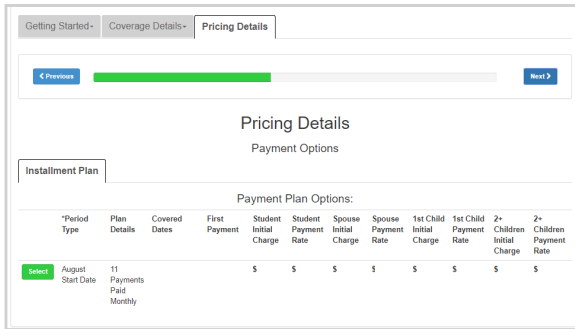 Getting Started- Coverage Details- Pricing Details
Previous Next
Pricing Details
Payment Options
Installment Plan
Payment Plan Options:
*Period Type Plan Details Covered Dates First Payment Student Initial Charge Student Payment Rate Spouse Initial Charge Spouse Payment Rate 1st Child Initial Charge 1st Child Payment Rate 2+ Children Initial Charge 2+ Children Payment Rate
Select August Start Date 11 Payments Paid Monthly $ $ $ $ $ $ $ $